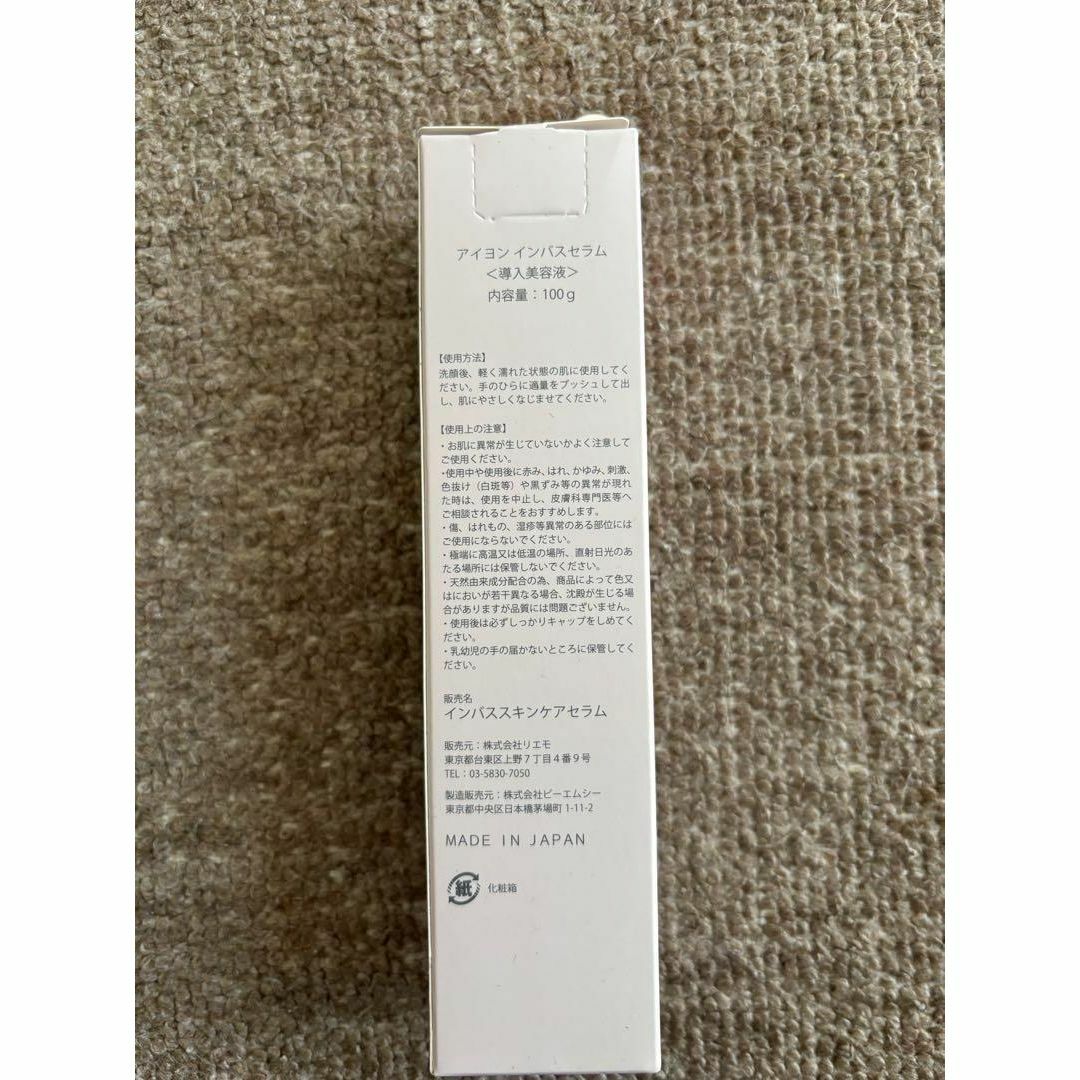 アイヨン インバスセラム
＜導入美容液＞
内容量：100ｇ
【使用方法】
洗顔後、軽く濡れた状態の肌に使用してく
ださい。手のひらに適量をプッシュして出
し、肌にやさしくなじませてください。
【使用上の注意】
・お肌に異常が生じていないかよく注意して
ご使用ください。
・使用中や使用後に赤み、はれ、かゆみ、刺激、
色抜け（白斑等）や黒ずみ等の異常が現れ
た時は、使用を中止し、皮膚科専門医等へ
ご相談されることをおすすめします。
・傷、はれもの、湿疹等異常のある部位には
ご使用にならないでください。
・極端に高温又は低温の場所、直射日光のあ
たる場所には保管しないでください。
・天然由来成分配合の為、商品によって色又
はにおいが若干異なる場合、沈殿が生じる場
合がありますが品質には問題ございません。
・使用後は必ずしっかりキャップをしめてく
ださい。
・乳幼児の手の届かないところに保管してく
ださい。
販売名
インバススキンケアセラム
販売元：株式会社リエモ
東京都台東区上野７丁目４番９号
TEL：03-5830-7050
製造販売元：株式会社ビーエムシー
東京都中央区日本橋茅場町 1-11-2
MADE IN JAPAN
紙 化粧箱